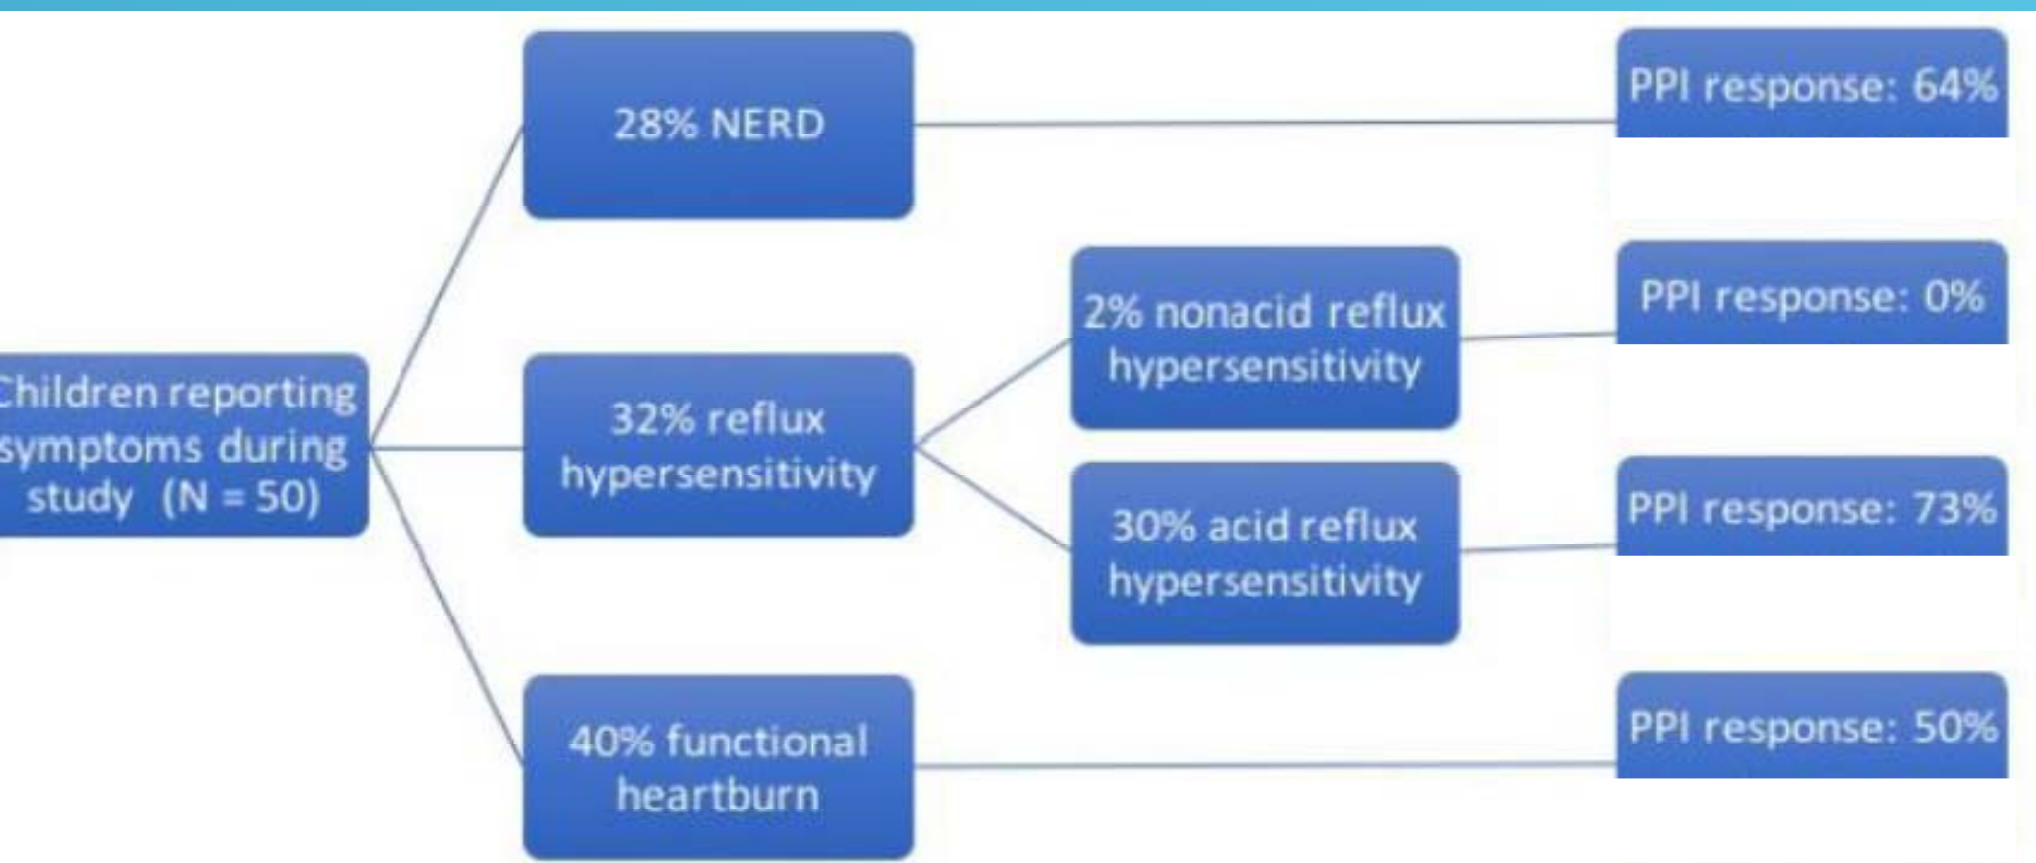 28% NERD
PPI response: 64%
Children reporting
symptoms during
study (N = 50)
32% reflux
hypersensitivity
2% nonacid reflux
hypersensitivity
PPI response: 0%
30% acid reflux
hypersensitivity
PPI response: 73%
40% functional
heartburn
PPI response: 50%